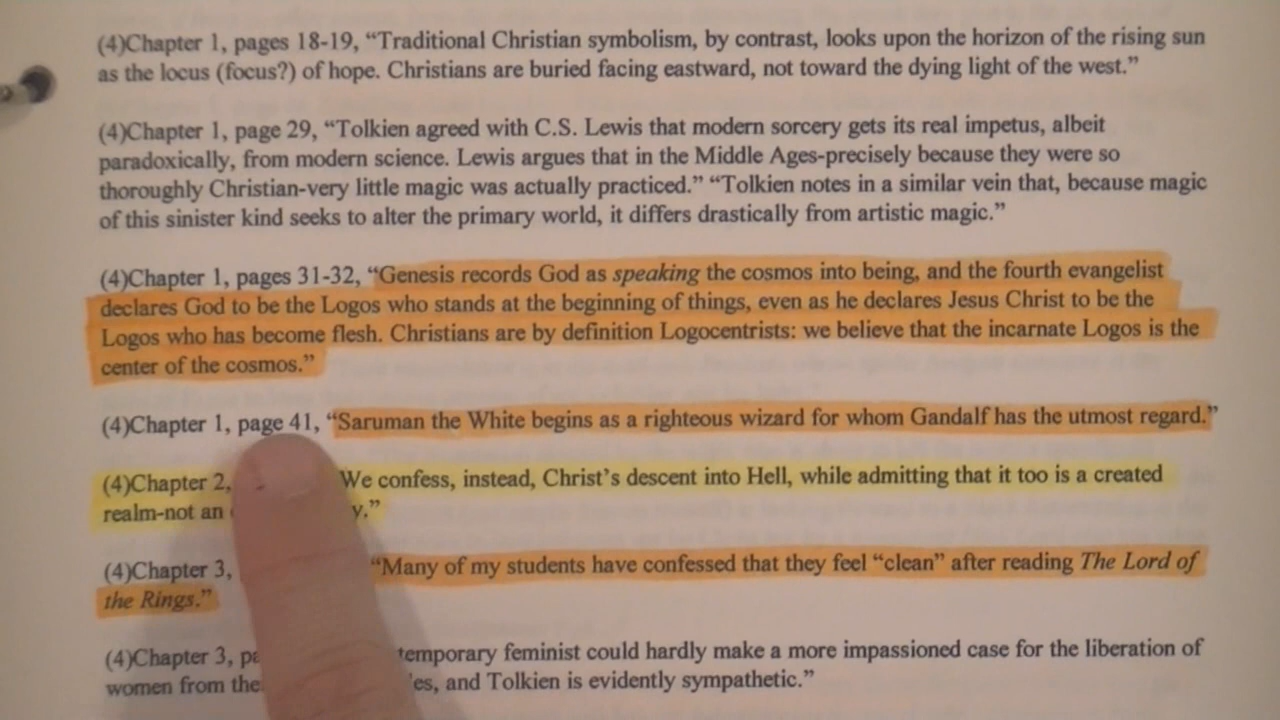 (4)Chapter 1, pages 18-19, “Traditional Christian symbolism, by contrast, looks upon the horizon of the rising sun
as the locus (focus?) of hope. Christians are buried facing eastward, not toward the dying light of the west.”
(4)Chapter 1, page 29, “Tolkien agreed with C.S. Lewis that modern sorcery gets its real impetus, albeit
paradoxically, from modern science. Lewis argues that in the Middle Ages-precisely because they were so
thoroughly Christian-very little magic was actually practiced.” “Tolkien notes in a similar vein that, because magic
of this sinister kind seeks to alter the primary world, it differs drastically from artistic magic.”
(4)Chapter 1, pages 31-32, “Genesis records God as speaking the cosmos into being, and the fourth evangelist
declares God to be the Logos who stands at the beginning of things, even as he declares Jesus Christ to be the
Logos who has become flesh. Christians are by definition Logocentrists: we believe that the incarnate Logos is the
center of the cosmos.”
(4)Chapter 1, page 41, “Saruman the White begins as a righteous wizard for whom Gandalf has the utmost regard.”
(4)Chapter 2, We confess, instead, Christ’s descent into Hell, while admitting that it too is a created
realm-not an
(4)Chapter 3, “Many of my students have confessed that they feel “clean” after reading The Lord of
the Rings.”
(4)Chapter 3, feminist could hardly make a more impassioned case for the liberation of
women from and Tolkien is evidently sympathetic.”